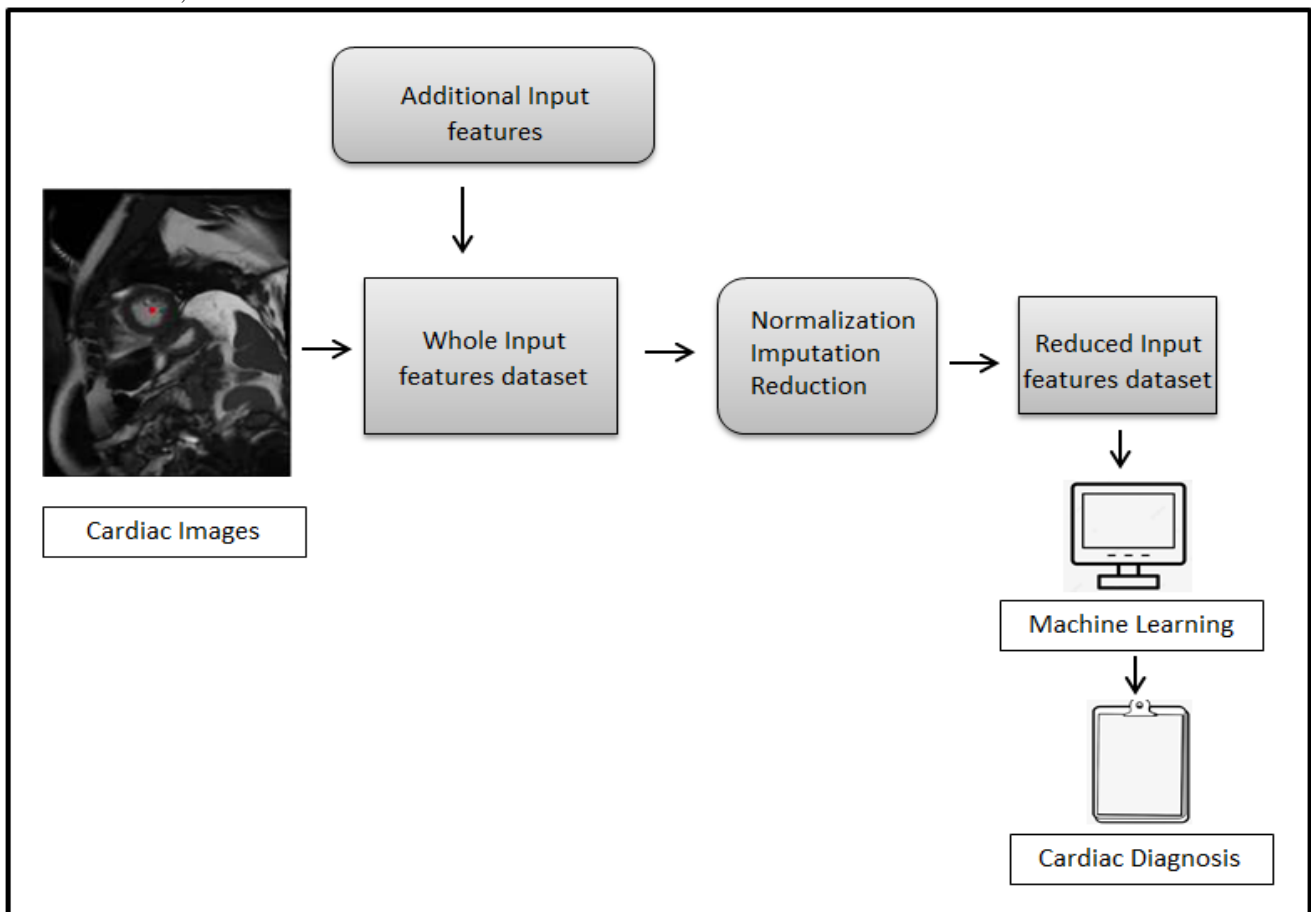 Additional Input
features
Whole Input
features dataset
Normalization
Imputation
Reduction
Reduced Input
features dataset
Cardiac Images
Machine Learning
Cardiac Diagnosis